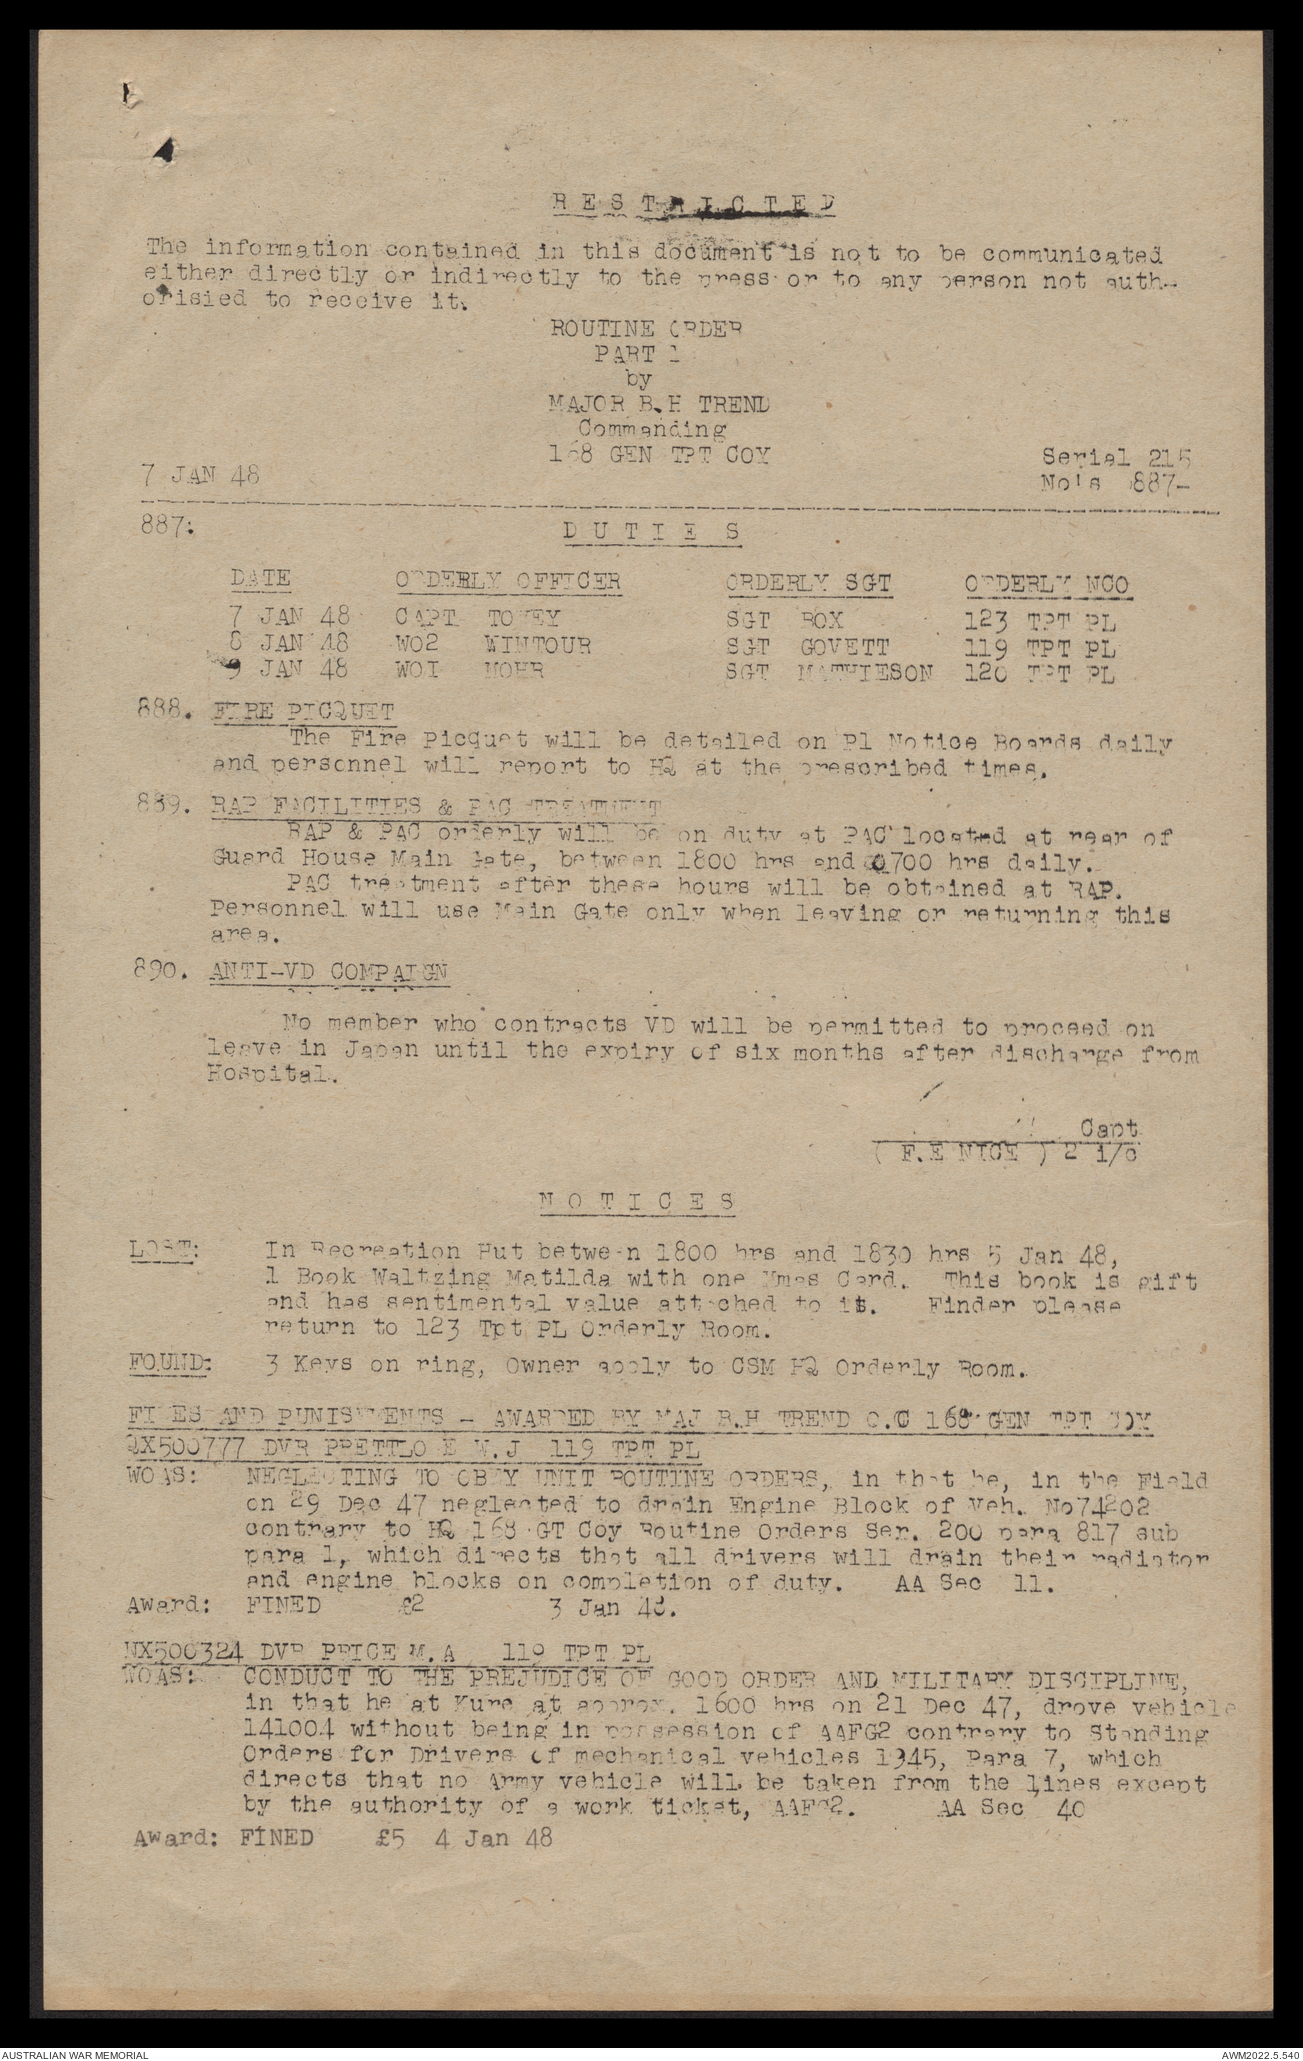 R E S T R I C T E D
The information contained in this document is not to be communicated
either directly or indirectly to the press or to any person not auth-
orisied to receive it.
ROUTINE ORDER
PART 1
by
MAJOR B.H TREND
Commanding
168 GEN TPT COY
Serial 215
7 JAN 48
No's 887-
887:
D U T I E S
DATE ORDERLY OFFICER ORDERLY SGT ORDERLY NCO
7 JAN 48 CAPT TOVEY SGT BOX 123 TPT PL
8 JAN 48 WO2 WINTOUR SGT GOVETT 119 TPT PL
9 JAN 48 WOI MOHR SGT MATHIESON 120 TPT PL
888. FIRE PICQUET
The Fire Picquet will be detailed on Pl Notice Boards daily
and personnel will report to HQ at the prescribed times.
889. RAP FACILITIES & PAC TREATMENT
RAP & PAC orderly will be on duty at PAC located at rear of
Guard House Main Gate, between 1800 hrs and 0700 hrs daily.
PAC treatment after these hours will be obtained at RAP.
Personnel will use Main Gate only when leaving or returning this
area.
890. ANTI-VD COMPAIGN
No member who contracts VD will be permitted to proceed on
leave in Japan until the expiry of six months after discharge from
Hospital.
Capt
( F.E NICE ) 2 i/c
N O T I C E S
LOST: In Recreation Hut between 1800 hrs and 1830 hrs 5 Jan 48,
1 Book Waltzing Matilda with one Xmas Card. This book is gift
and has sentimental value attached to it. Finder please
return to 123 Tpt PL Orderly Room.
FOUND: 3 Keys on ring, Owner apply to CSM HQ Orderly Room.
FINES AND PUNISHMENTS - AWARDED BY MAJ B.H TREND O.C 168 GEN TPT COY
QX500777 DVR PRETTLOVE W.J 119 TPT PL
WOAS: NEGLECTING TO OBEY UNIT ROUTINE ORDERS, in that he, in the Field
on 29 Dec 47 neglected to drain Engine Block of Veh. No74202
contrary to HQ 168 GT Coy Routine Orders Ser. 200 para 817 sub
para 1, which directs that all drivers will drain their radiator
and engine blocks on completion of duty. AA Sec 11.
Award: FINED £2 3 Jan 48.
NX500324 DVR PRICE M.A 119 TPT PL
WOAS: CONDUCT TO THE PREJUDICE OF GOOD ORDER AND MILITARY DISCIPLINE,
in that he at Kure at approx. 1600 hrs on 21 Dec 47, drove vehicle
141004 without being in possession of AAFG2 contrary to Standing
Orders for Drivers of mechanical vehicles 1945, Para 7, which
directs that no Army vehicle will be taken from the lines except
by the authority of a work ticket, AAFG2. AA Sec 40
Award: FINED £5 4 Jan 48
AUSTRALIAN WAR MEMORIAL
AWM2022.5.540